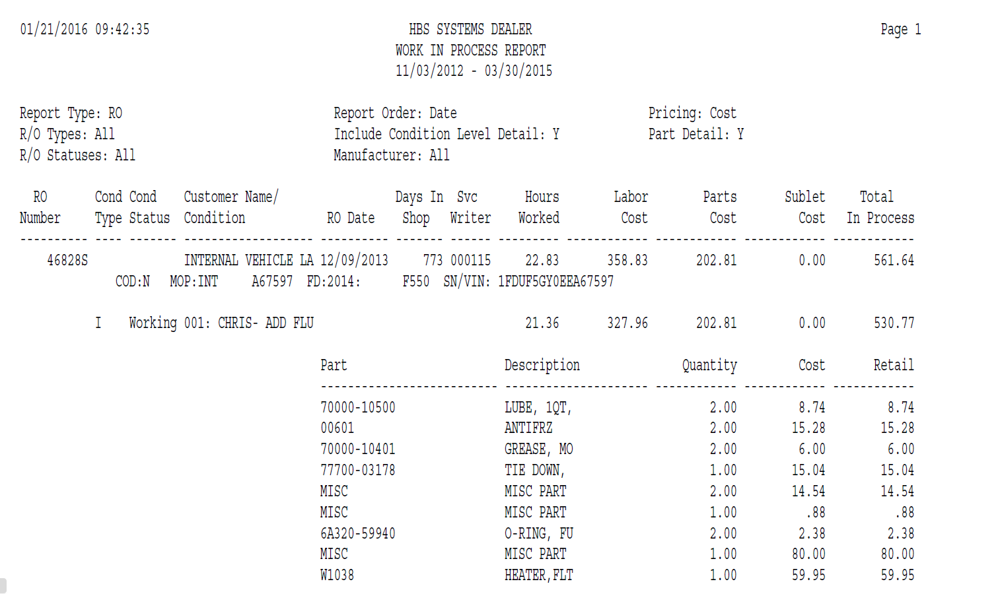 01/21/2016 09:42:35 HBS SYSTEMS DEALER Page 1
WORK IN PROCESS REPORT
11/03/2012 - 03/30/2015
Report Type: RO Report Order: Date Pricing: Cost
R/O Types: All Include Condition Level Detail: Y Part Detail: Y
R/O Statuses: All Manufacturer: All
RO Cond Cond Customer Name/ Days In Svc Hours Labor Parts Sublet Total
Number Type Status Condition RO Date Shop Writer Worked Cost Cost Cost In Process
---------- ---- ------- ------------------- ---------- ------- ------ --------- ------------ ------------ ------------ ------------
46828S INTERNAL VEHICLE LA 12/09/2013 773 000115 22.83 358.83 202.81 0.00 561.64
COD:N MOP:INT A67597 FD:2014: F550 SN/VIN: 1FDUF5GY0EEA67597
I Working 001: CHRIS- ADD FLU 21.36 327.96 202.81 0.00 530.77
Part Description Quantity Cost Retail
-------------------------- --------------------- ------------ ------------ ------------
70000-10500 LUBE, 1QT, 2.00 8.74 8.74
00601 ANTIFRZ 2.00 15.28 15.28
70000-10401 GREASE, MO 2.00 6.00 6.00
77700-03178 TIE DOWN, 1.00 15.04 15.04
MISC MISC PART 2.00 14.54 14.54
MISC MISC PART 1.00 .88 .88
6A320-59940 O-RING, FU 2.00 2.38 2.38
MISC MISC PART 1.00 80.00 80.00
W1038 HEATER,FLT 1.00 59.95 59.95